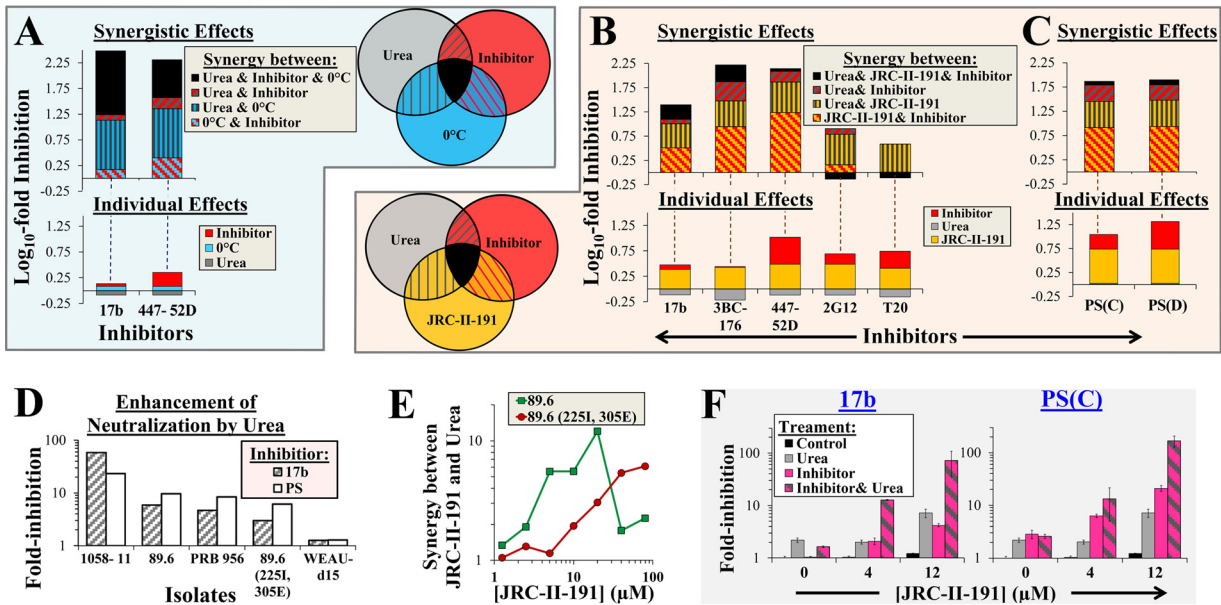 A
Synergistic Effects
2.25
1.75
1.25
0.75
0.25
-0.25
Synergy between:
Urea & Inhibitor & 0°C
Urea & Inhibitor
Urea & 0°C
0°C & Inhibitor
Urea
Inhibitor
0°C
Log10-fold Inhibition
Individual Effects
1.25
0.75
0.25
-0.25
Inhibitor
0°C
Urea
17b
447- 52D
Inhibitors
Urea
Inhibitor
JRC-II-191
B
Synergistic Effects
2.25
1.75
1.25
0.75
0.25
-0.25
Synergy between:
Urea& JRC-II-191& Inhibitor
Urea& Inhibitor
Urea& JRC-II-191
JRC-II-191& Inhibitor
Log10-fold Inhibition
Individual Effects
1.25
0.75
0.25
-0.25
Inhibitor
Urea
JRC-II-191
17b
3BC-
176
447-
52D
2G12
T20
Inhibitors
C
Synergistic Effects
2.25
1.75
1.25
0.75
0.25
-0.25
Individual Effects
1.25
0.75
0.25
-0.25
PS(C)
PS(D)
D
Enhancement of
Neutralization by Urea
Fold-inhibition
100
10
1
Inhibitior:
17b
PS
1058- 11
89.6
PRB 956
89.6
(225I,
305E)
WEAU-
d15
Isolates
E
89.6
89.6 (225I, 305E)
Synergy between
JRC-II-191 and Urea
10
1
1
10
100
[JRC-II-191] (µM)
F
17b
PS(C)
Treament:
Control
Urea
Inhibitor
Inhibitor& Urea
Fold-inbition
100
10
1
0
4
12
100
10
1
0
4
12
[JRC-II-191] (µM)